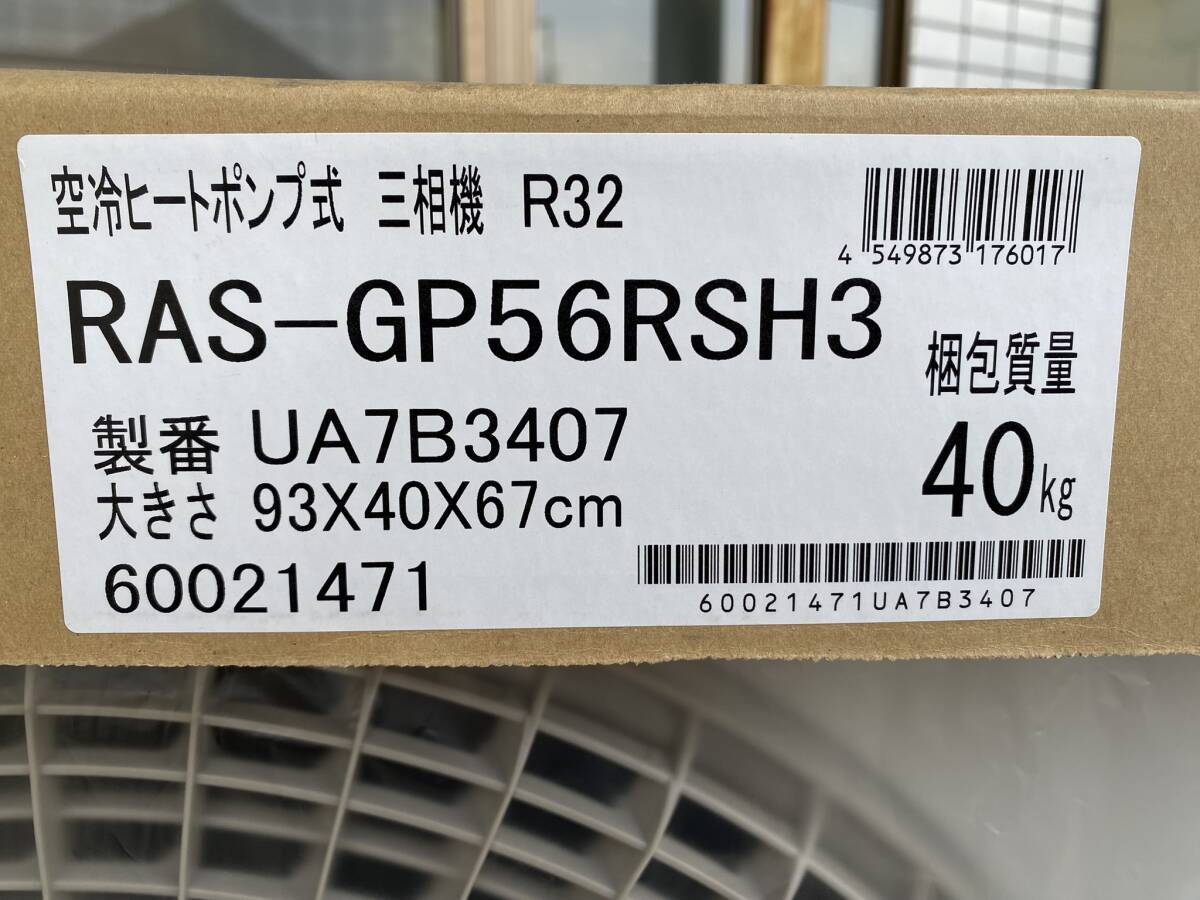 空冷ヒートポンプ式 三相機 R32
4 549873 176017
RAS-GP56RSH3
梱包質量
40kg
製番 UA7B3407
大きさ 93X40X67cm
60021471
60021471UA7B3407